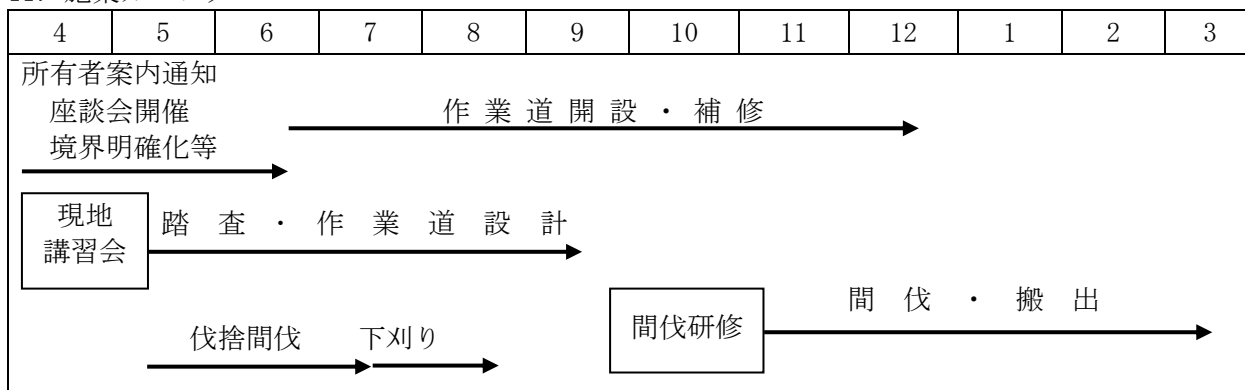 4 5 6 7 8 9 10 11 12 1 2 3
所有者案内通知
座談会開催
作業道開設・補修
境界明確化等
現地
講習会
踏査・作業道設計
間伐・搬出
間伐研修
伐捨間伐 下刈り